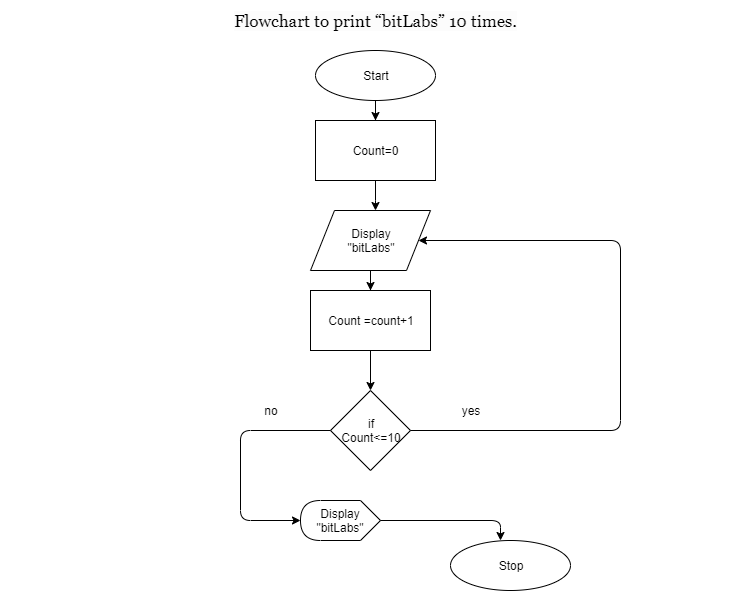 Flowchart to print “bitLabs” 10 times.
Start
Count=0
Display
"bitLabs"
Count =count+1
if
Count<=10
no
yes
Display
"bitLabs"
Stop